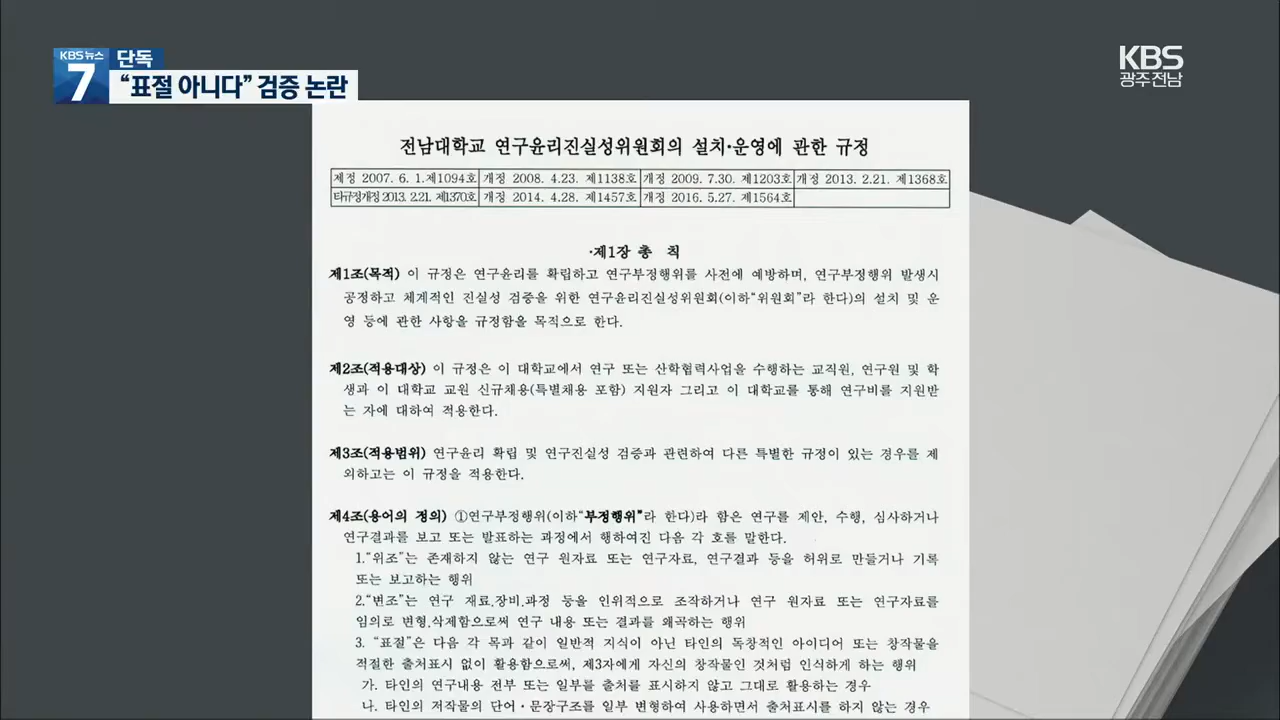 KBS 뉴스
7
단독
“표절 아니다” 검증 논란
KBS
광주전남
전남대학교 연구윤리진실성위원회의 설치·운영에 관한 규정
제정 2007. 6. 1.제1094호 개정 2008. 4.23. 제1138호 개정 2009. 7.30. 제1203호 개정 2013. 2.21. 제1368호
타규정개정 2013. 2.21. 제1370호 개정 2014. 4.28. 제1457호 개정 2016. 5.27. 제1564호
·제1장 총 칙
제1조(목적) 이 규정은 연구윤리를 확립하고 연구부정행위를 사전에 예방하며, 연구부정행위 발생시
공정하고 체계적인 진실성 검증을 위한 연구윤리진실성위원회(이하“위원회”라 한다)의 설치 및 운
영 등에 관한 사항을 규정함을 목적으로 한다.
제2조(적용대상) 이 규정은 이 대학교에서 연구 또는 산학협력사업을 수행하는 교직원, 연구원 및 학
생과 이 대학교 교원 신규채용(특별채용 포함) 지원자 그리고 이 대학교를 통해 연구비를 지원받
는 자에 대하여 적용한다.
제3조(적용범위) 연구윤리 확립 및 연구진실성 검증과 관련하여 다른 특별한 규정이 있는 경우를 제
외하고는 이 규정을 적용한다.
제4조(용어의 정의) ①연구부정행위(이하“부정행위”라 한다)라 함은 연구를 제안, 수행, 심사하거나
연구결과를 보고 또는 발표하는 과정에서 행하여진 다음 각 호를 말한다.
1.“위조”는 존재하지 않는 연구 원자료 또는 연구자료, 연구결과 등을 허위로 만들거나 기록
또는 보고하는 행위
2.“변조”는 연구 재료,장비,과정 등을 인위적으로 조작하거나 연구 원자료 또는 연구자료를
임의로 변형,삭제함으로써 연구 내용 또는 결과를 왜곡하는 행위
3. “표절”은 다음 각 목과 같이 일반적 지식이 아닌 타인의 독창적인 아이디어 또는 창작물을
적절한 출처표시 없이 활용함으로써, 제3자에게 자신의 창작물인 것처럼 인식하게 하는 행위
가. 타인의 연구내용 전부 또는 일부를 출처를 표시하지 않고 그대로 활용하는 경우
나. 타인의 저작물의 단어·문장구조를 일부 변형하여 사용하면서 출처표시를 하지 않는 경우